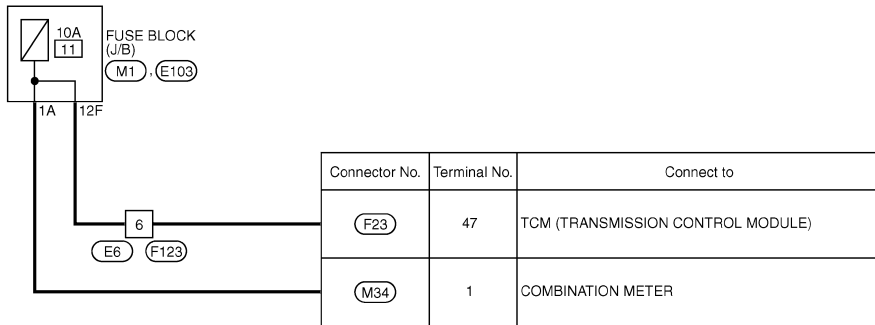 10A
11
FUSE BLOCK
(J/B)
M1 , E103
1A 12F
Connector No. Terminal No. Connect to
6
E6 F123
F23 47 TCM (TRANSMISSION CONTROL MODULE)
M34 1 COMBINATION METER